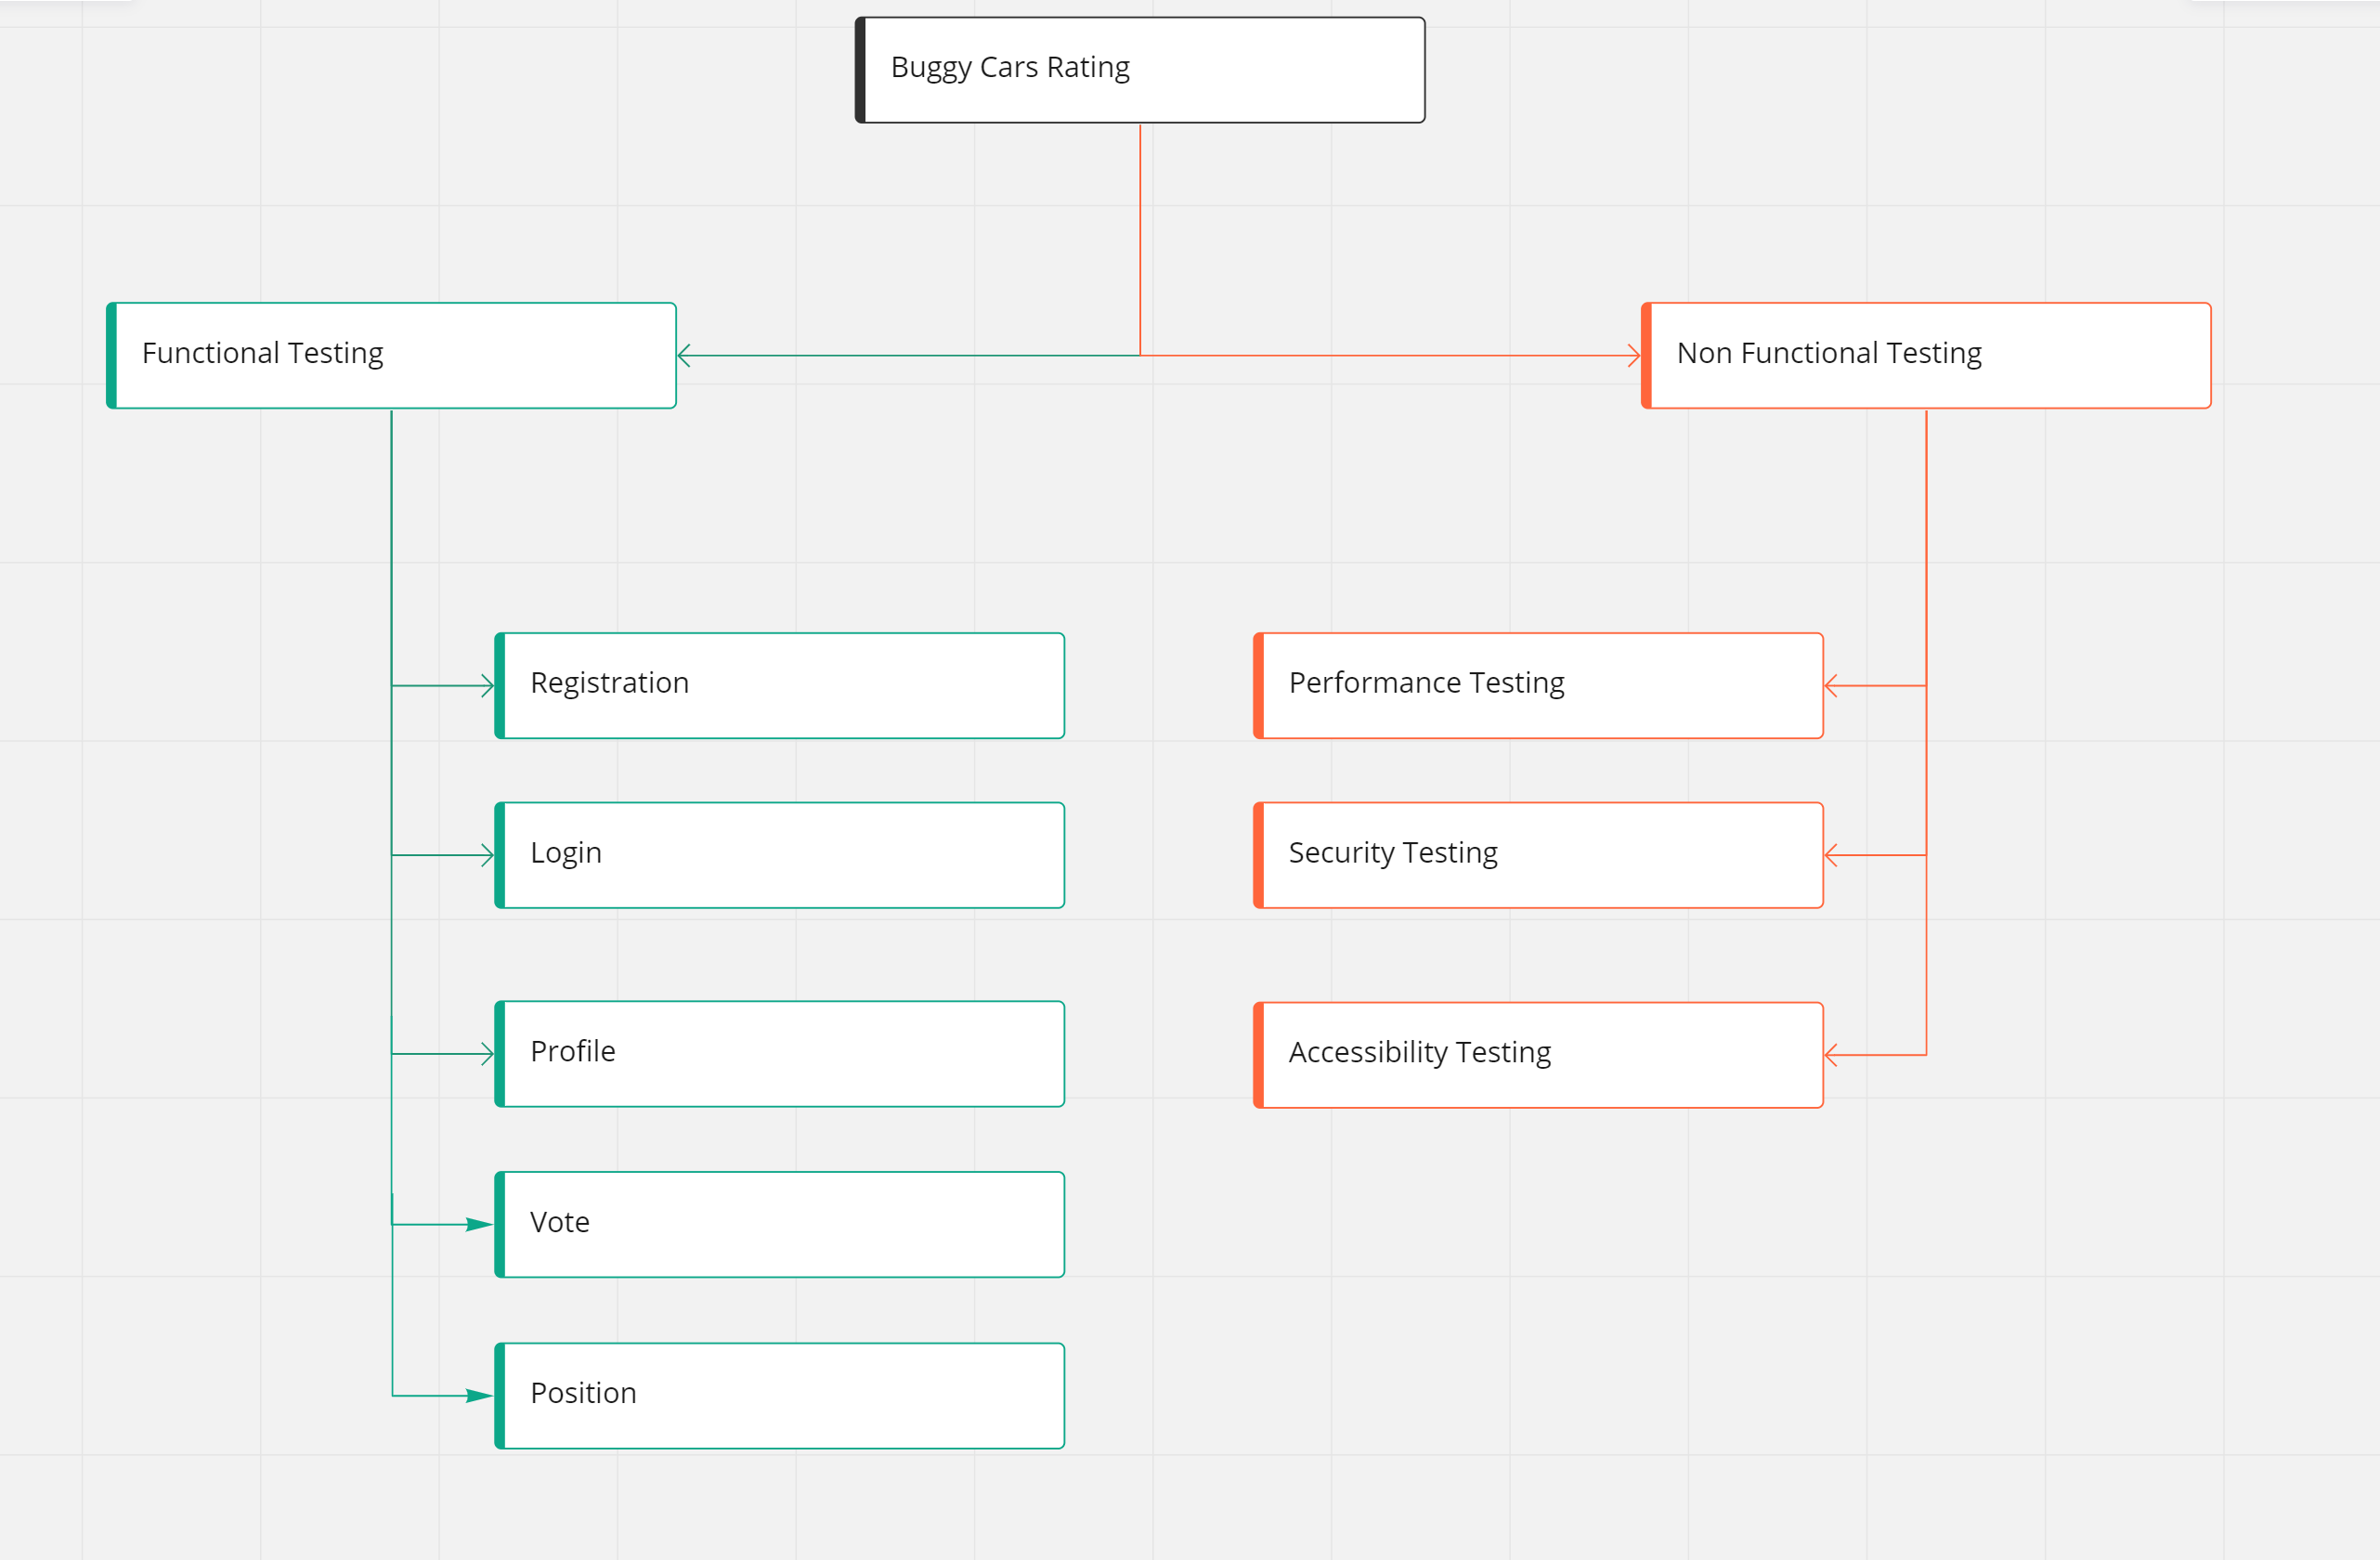 Buggy Cars Rating
Functional Testing
Non Functional Testing
Registration
Performance Testing
Login
Security Testing
Profile
Accessibility Testing
Vote
Position